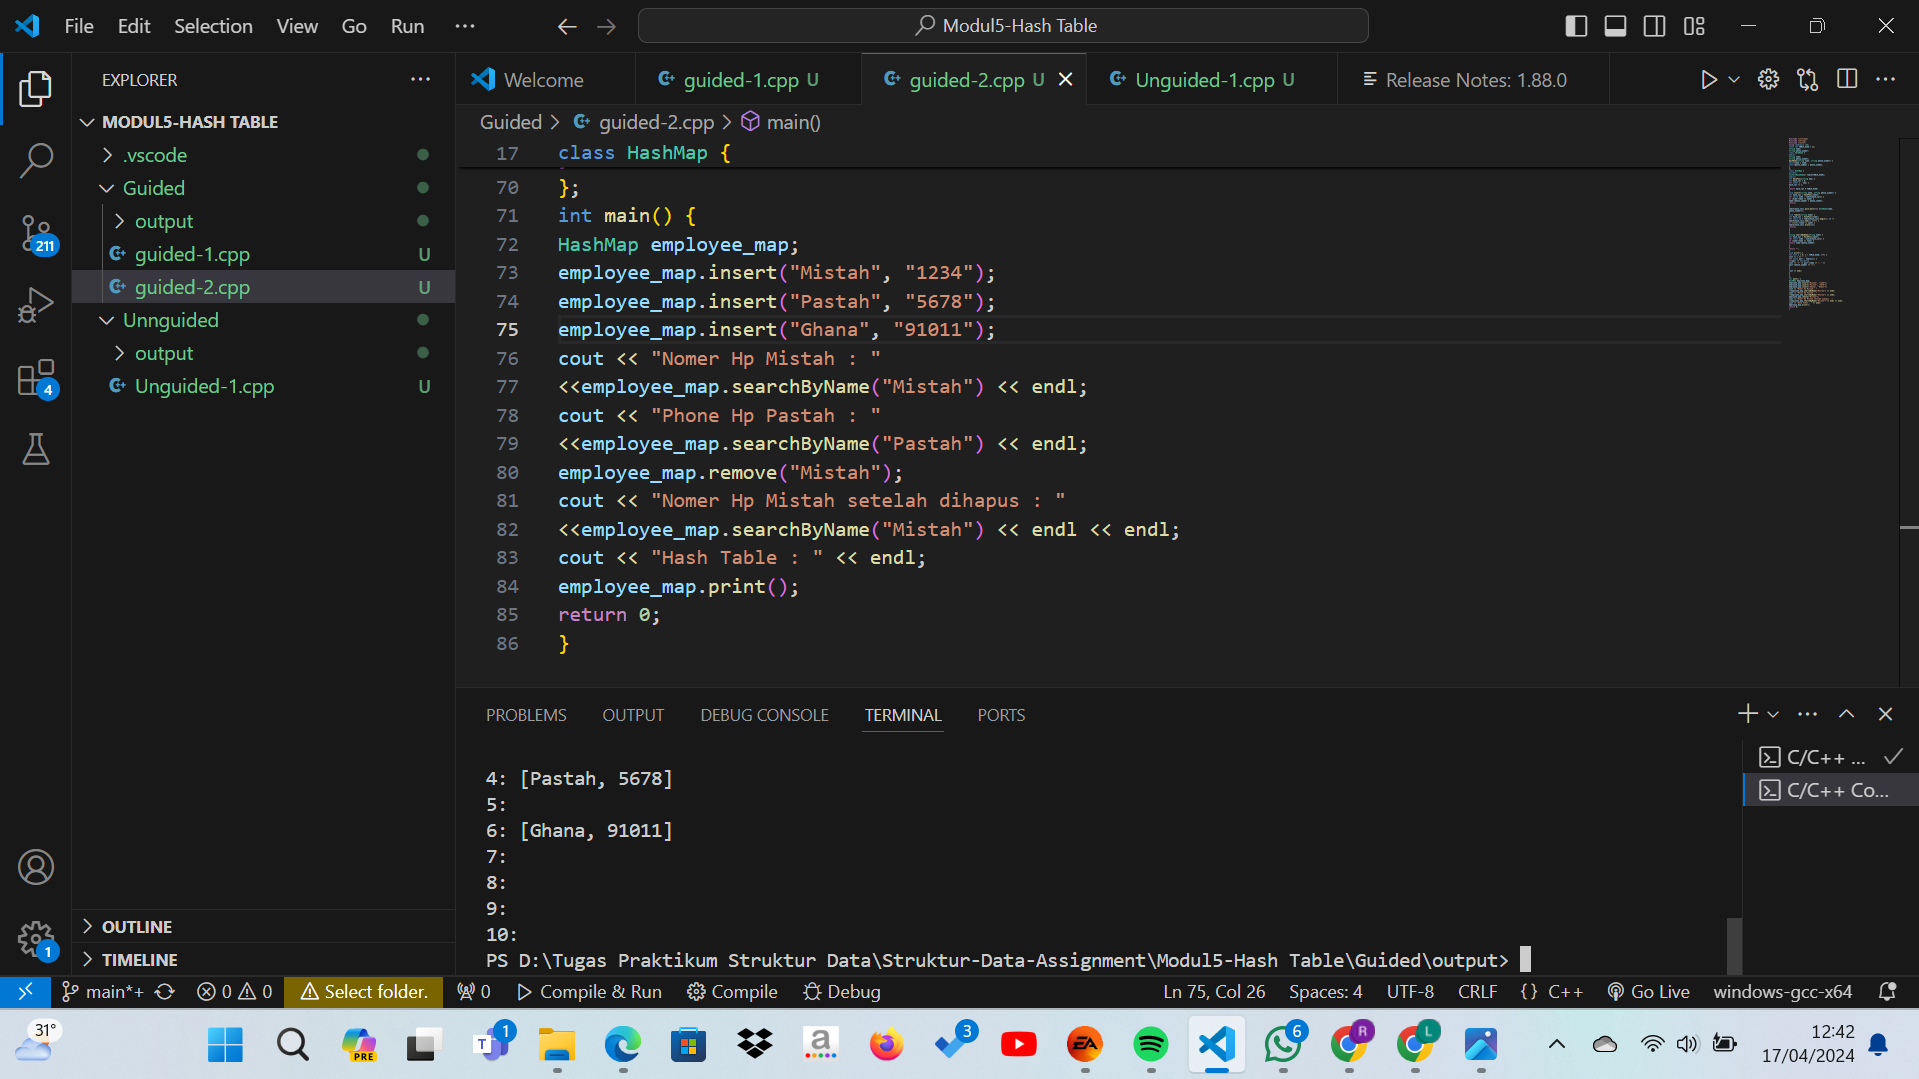 File Edit Selection View Go Run ···
Modul5-Hash Table
EXPLORER
Welcome
guided-1.cpp U
guided-2.cpp U
Unguided-1.cpp U
Release Notes: 1.88.0
MODUL5-HASH TABLE
.vscode
Guided
output
guided-1.cpp U
guided-2.cpp U
Unnguided
output
Unguided-1.cpp U
211
4
1
OUTLINE
TIMELINE
Guided > guided-2.cpp > main()
17 class HashMap {
70 };
71 int main() {
72 HashMap employee_map;
73 employee_map.insert("Mistah", "1234");
74 employee_map.insert("Pastah", "5678");
75 employee_map.insert("Ghana", "91011");
76 cout << "Nomer Hp Mistah : "
77 <<employee_map.searchByName("Mistah") << endl;
78 cout << "Phone Hp Pastah : "
79 <<employee_map.searchByName("Pastah") << endl;
80 employee_map.remove("Mistah");
81 cout << "Nomer Hp Mistah setelah dihapus : "
82 <<employee_map.searchByName("Mistah") << endl << endl;
83 cout << "Hash Table : " << endl;
84 employee_map.print();
85 return 0;
86 }
PROBLEMS OUTPUT DEBUG CONSOLE TERMINAL PORTS
C/C++ ...
C/C++ Co...
4: [Pastah, 5678]
5:
6: [Ghana, 91011]
7:
8:
9:
10:
PS D:\Tugas Praktikum Struktur Data\Struktur-Data-Assignment\Modul5-Hash Table\Guided\output>
main*+ 0 0 Select folder. 0 Compile & Run Compile Debug Ln 75, Col 26 Spaces: 4 UTF-8 CRLF {} C++ Go Live windows-gcc-x64
31° PRE 1 T a 3 EA 6 R L
12:42
17/04/2024